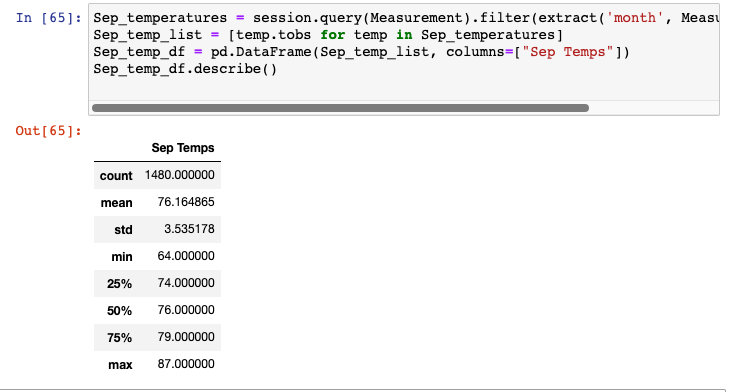 In [65]: Sep_temperatures = session.query(Measurement).filter(extract('month', Measu
Sep_temp_list = [temp.tobs for temp in Sep_temperatures]
Sep_temp_df = pd.DataFrame(Sep_temp_list, columns=["Sep Temps"])
Sep_temp_df.describe()
Out[65]:
Sep Temps
count 1480.000000
mean 76.164865
std 3.535178
min 64.000000
25% 74.000000
50% 76.000000
75% 79.000000
max 87.000000